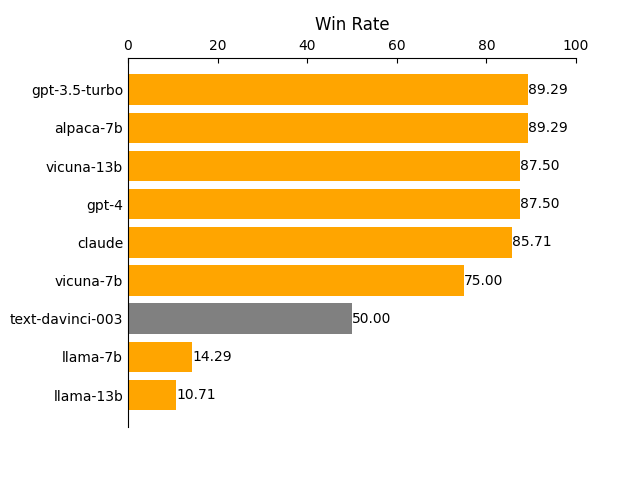 Win Rate
0 20 40 60 80 100
gpt-3.5-turbo 89.29
alpaca-7b 89.29
vicuna-13b 87.50
gpt-4 87.50
claude 85.71
vicuna-7b 75.00
text-davinci-003 50.00
llama-7b 14.29
llama-13b 10.71